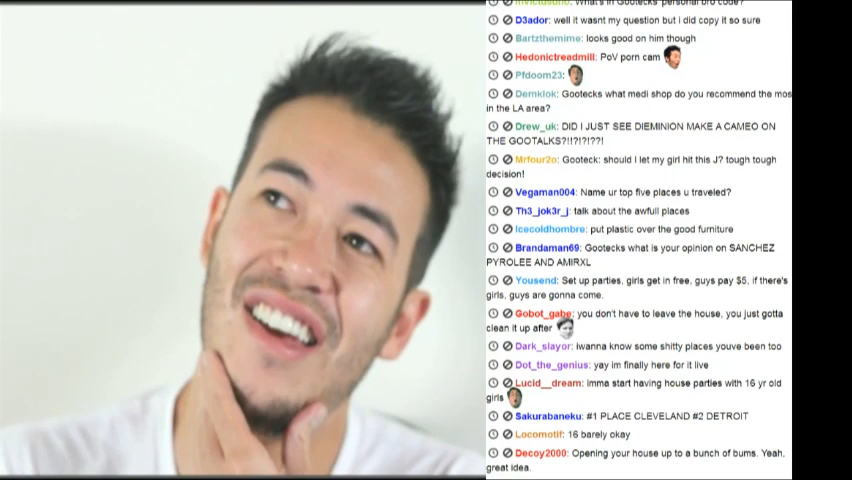 Invictusuno: What's in Gootecks' personal bro code?
D3ador: well it wasnt my question but i did copy it so sure
Bartzthemime: looks good on him though
Hedonictreadmill: PoV porn cam
Pfdoom23:
Demklok: Gootecks what medi shop do you recommend the mos
in the LA area?
Drew_uk: DID I JUST SEE DIEMINION MAKE A CAMEO ON
THE GOOTALKS?!!?!?!??!
Mrfour2o: Gooteck: should I let my girl hit this J? tough tough
decision!
Vegaman004: Name ur top five places u traveled?
Th3_jok3r_j: talk about the awfull places
Icecoldhombre: put plastic over the good furniture
Brandaman69: Gootecks what is your opinion on SANCHEZ
PYROLEE AND AMIRXL
Yousend: Set up parties, girls get in free, guys pay $5, if there's
girls, guys are gonna come.
Gobot_gabe: you don't have to leave the house, you just gotta
clean it up after
Dark_slayor: iwanna know some shitty places youve been too
Dot_the_genius: yay im finally here for it live
Lucid__dream: imma start having house parties with 16 yr old
girls
Sakurabaneku: #1 PLACE CLEVELAND #2 DETROIT
Locomotif: 16 barely okay
Decoy2000: Opening your house up to a bunch of bums. Yeah,
great idea.